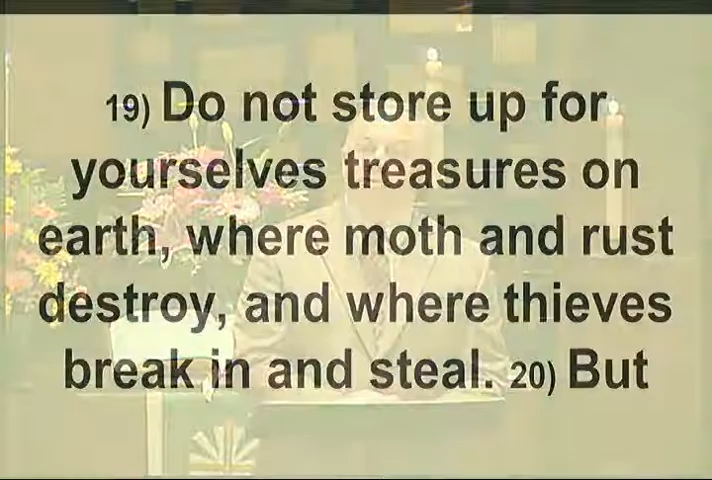 19) Do not store up for
yourselves treasures on
earth, where moth and rust
destroy, and where thieves
break in and steal. 20) But